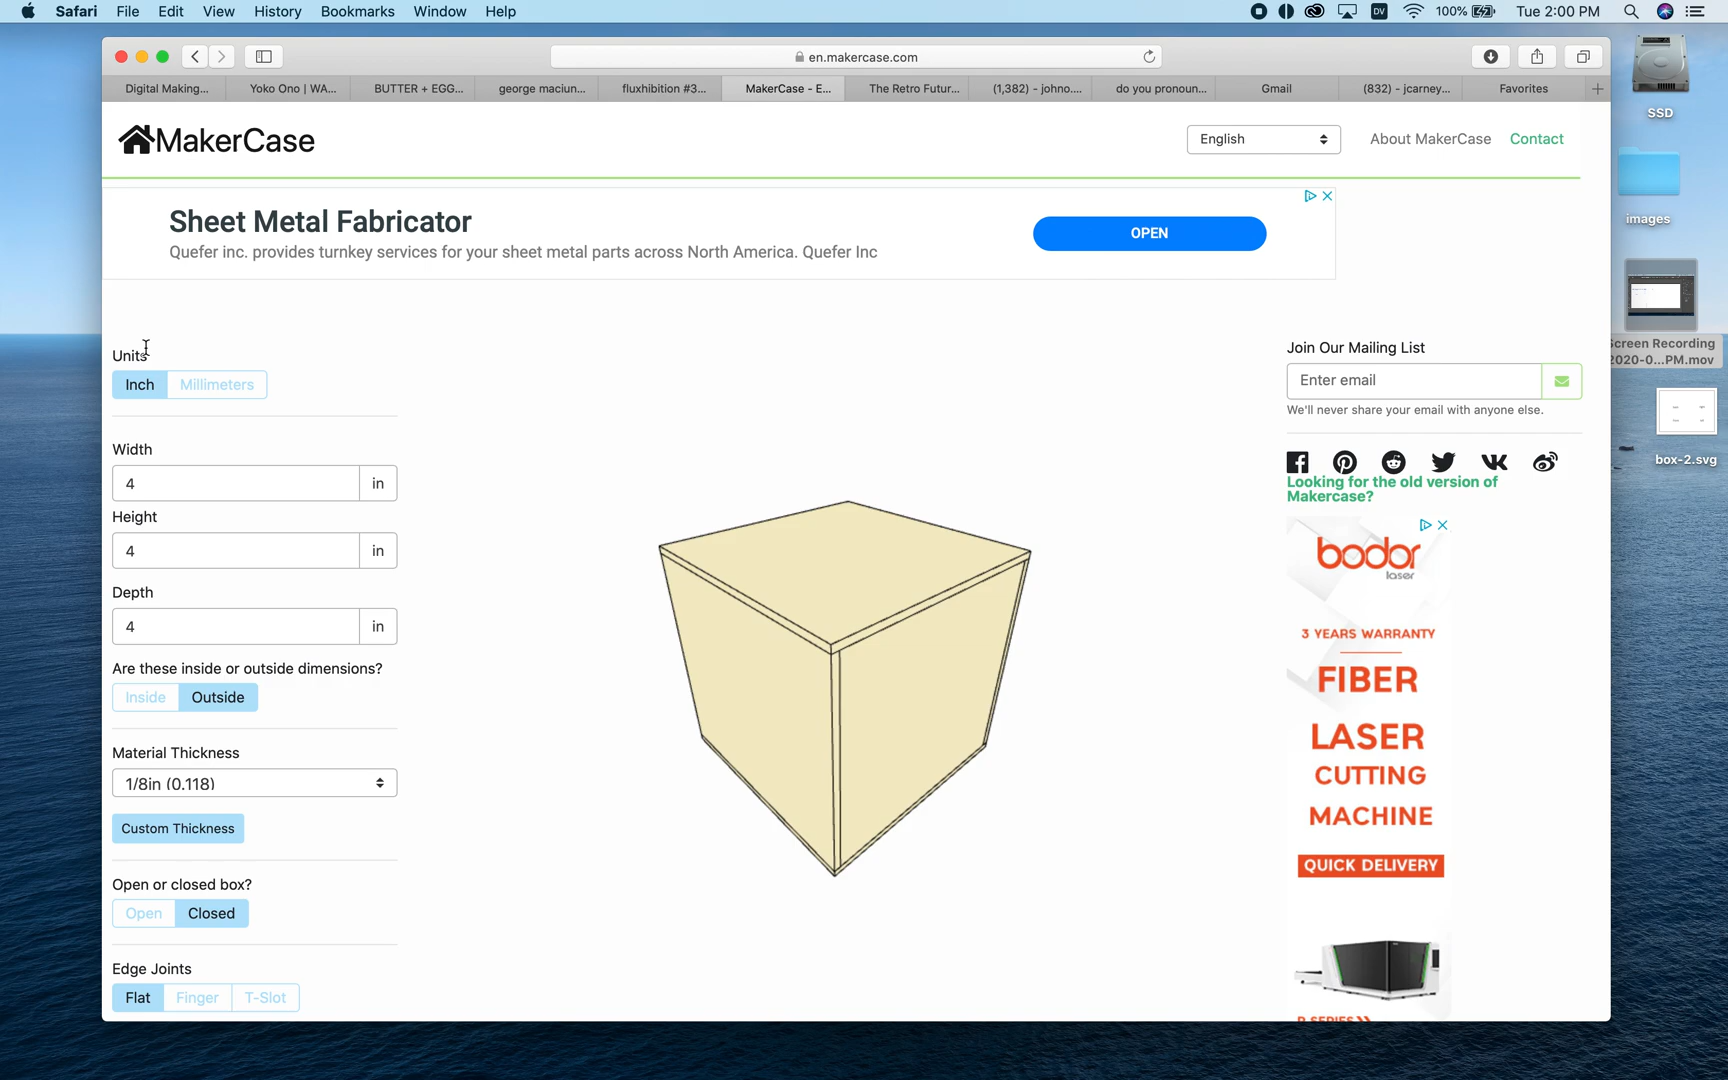 Safari File Edit View History Bookmarks Window Help
DV 100% Tue 2:00 PM
en.makercase.com
Digital Making... Yoko Ono | WA... BUTTER + EGG... george maciun... fluxhibition #3... MakerCase - E... The Retro Futur... (1,382) - johno.... do you pronoun... Gmail (832) - jcarney... Favorites
SSD
MakerCase
English
About MakerCase
Contact
Sheet Metal Fabricator
Quefer inc. provides turnkey services for your sheet metal parts across North America. Quefer Inc
OPEN
images
Units
Inch Millimeters
Width
4 in
Height
4 in
Depth
4 in
Are these inside or outside dimensions?
Inside Outside
Material Thickness
1/8in (0.118)
Custom Thickness
Open or closed box?
Open Closed
Edge Joints
Flat Finger T-Slot
Join Our Mailing List
Enter email
We'll never share your email with anyone else.
Looking for the old version of
Makercase?
bodor
laser
3 YEARS WARRANTY
FIBER
LASER
CUTTING
MACHINE
QUICK DELIVERY
Screen Recording
2020-0...PM.mov
box-2.svg